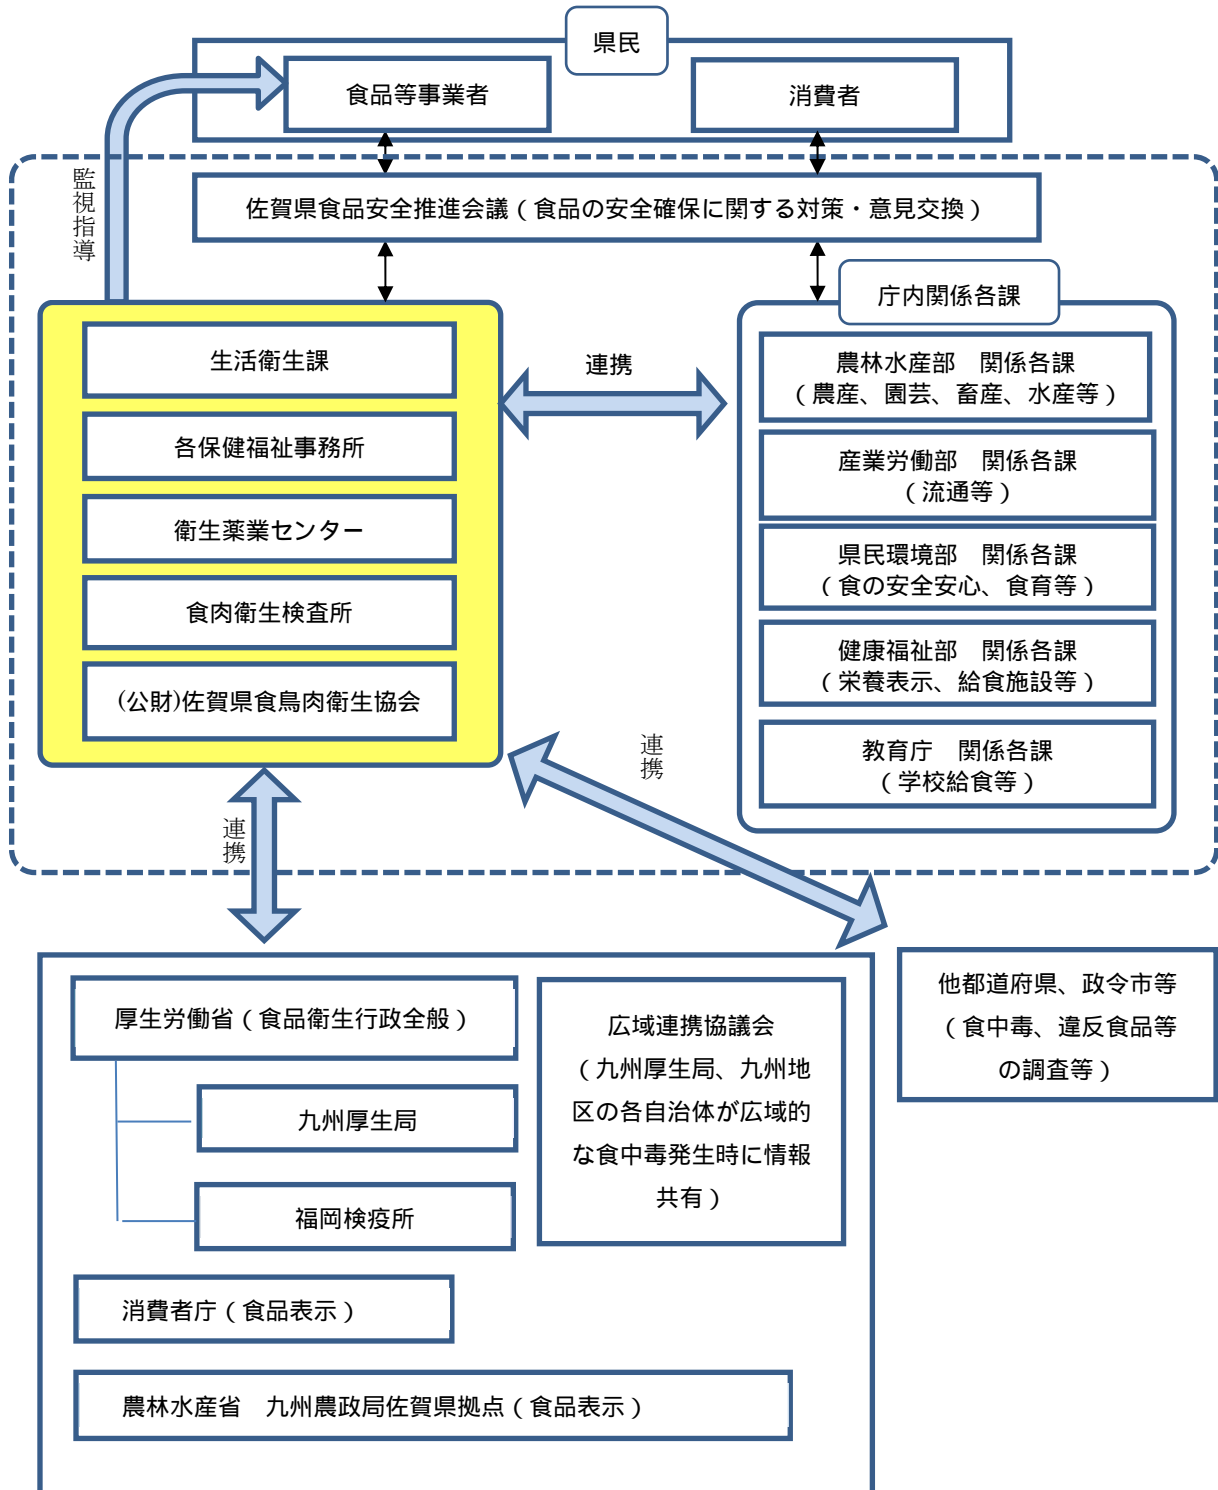 県民
食品等事業者
消費者
監視指導
佐賀県食品安全推進会議(食品の安全確保に関する対策・意見交換)
生活衛生課
各保健福祉事務所
衛生薬業センター
食肉衛生検査所
(公財)佐賀県食鳥肉衛生協会
連携
庁内関係各課
農林水産部 関係各課
(農産、園芸、畜産、水産等)
産業労働部 関係各課
(流通等)
県民環境部 関係各課
(食の安全安心、食育等)
健康福祉部 関係各課
(栄養表示、給食施設等)
教育庁 関係各課
(学校給食等)
連携
連携
厚生労働省(食品衛生行政全般)
九州厚生局
福岡検疫所
広域連携協議会
(九州厚生局、九州地
区の各自治体が広域的
な食中毒発生時に情報
共有)
他都道府県、政令市等
(食中毒、違反食品等
の調査等)
消費者庁(食品表示)
農林水産省 九州農政局佐賀県拠点(食品表示)